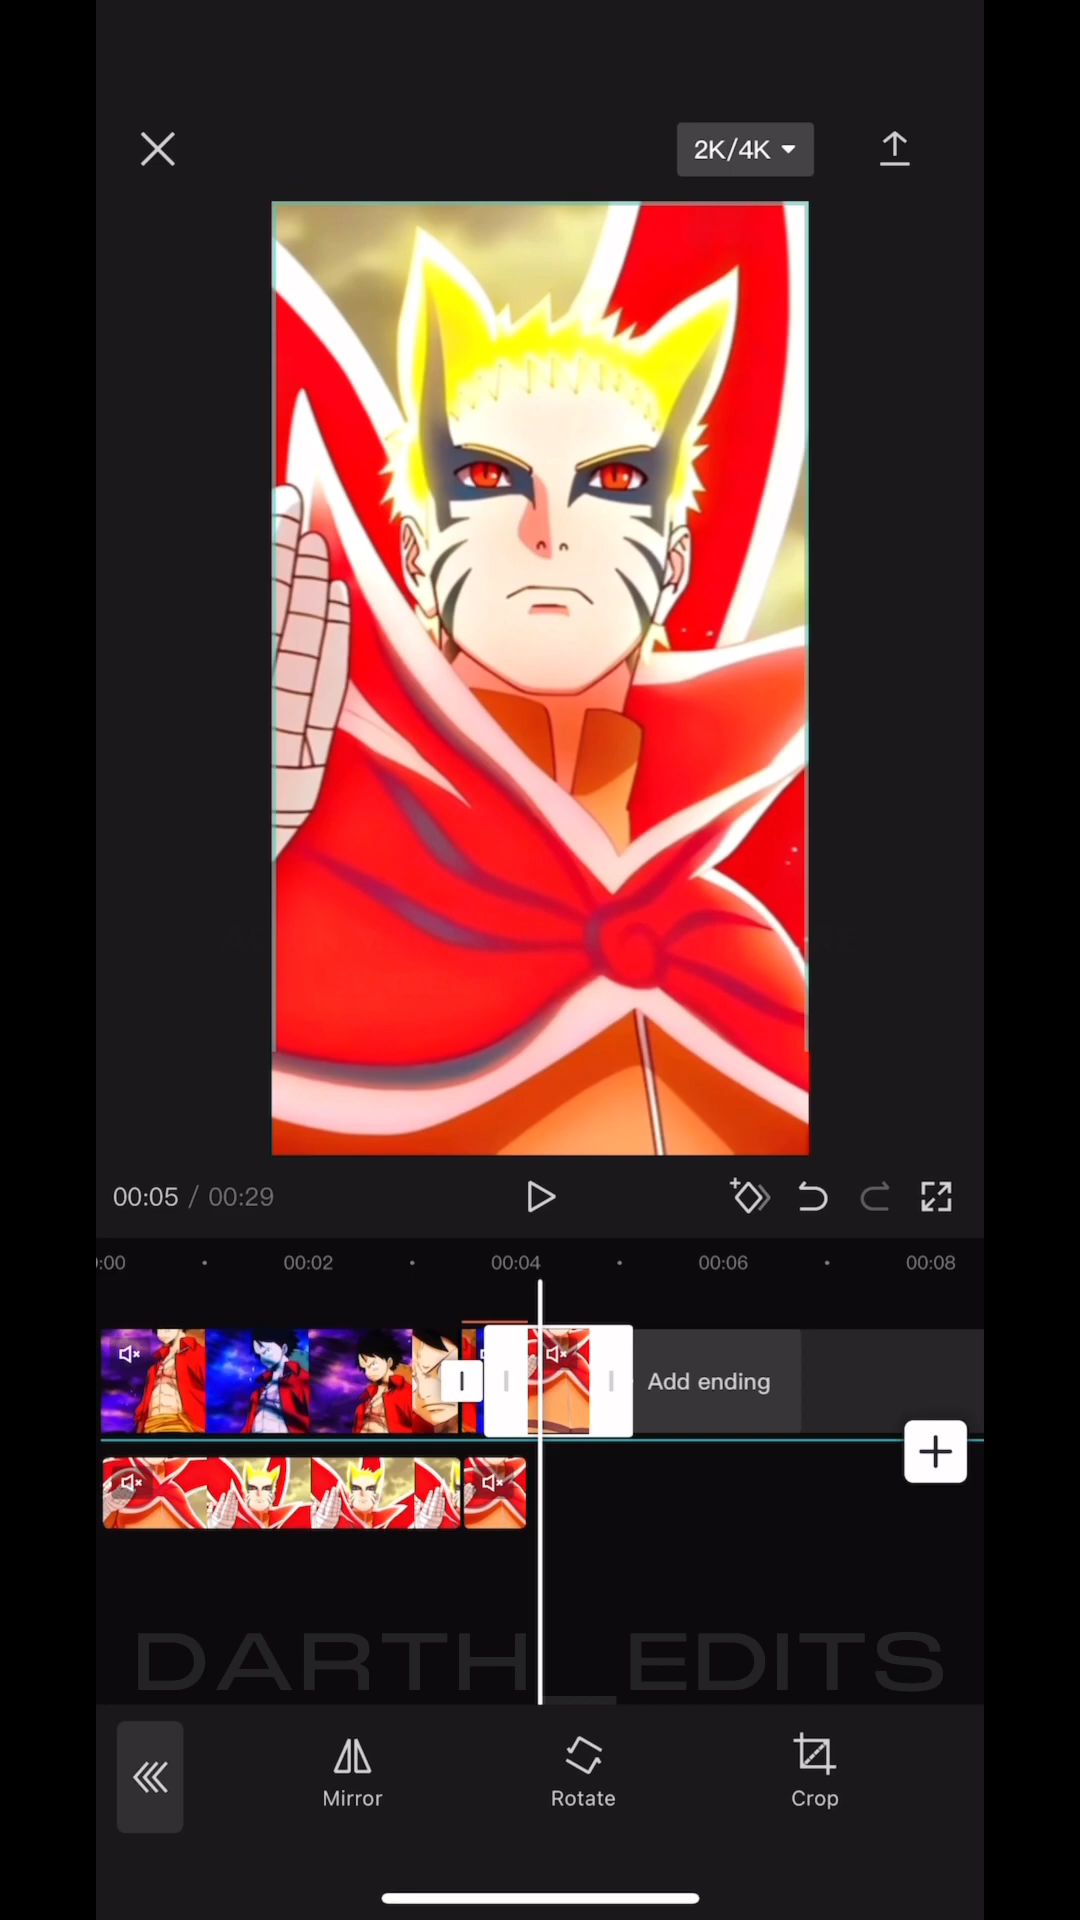 2K/4K
00:05 / 00:29
:00 00:02 00:04 00:06 00:08
Add ending
DARTH_EDITS
Mirror Rotate Crop